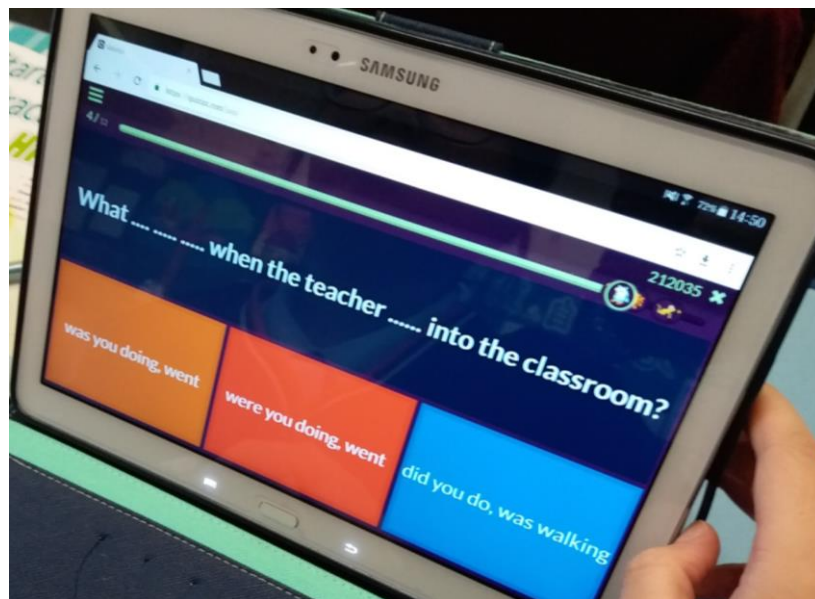 SAMSUNG
72% 14:50
4/
212035
What .... ..... ..... when the teacher ...... into the classroom?
was you doing, went
were you doing, went
did you do, was walking